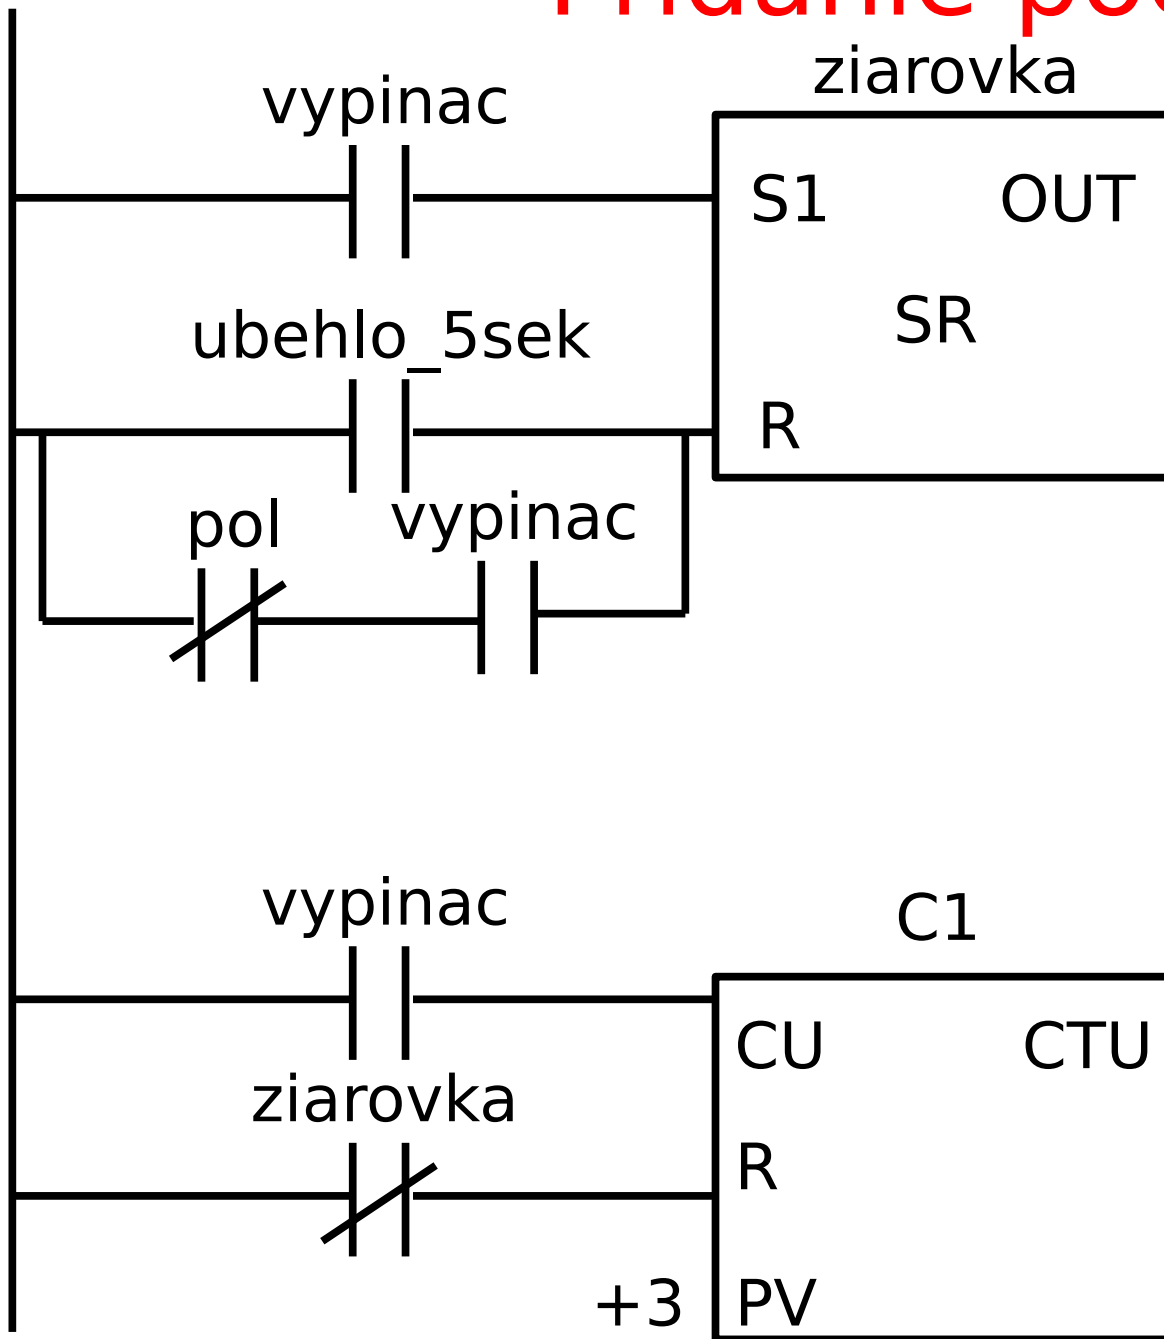 ziarovka
vypinac
S1 OUT
SR
ubehlo_5sek
R
pol vypinac
vypinac
C1
CU CTU
ziarovka
R
+3 PV